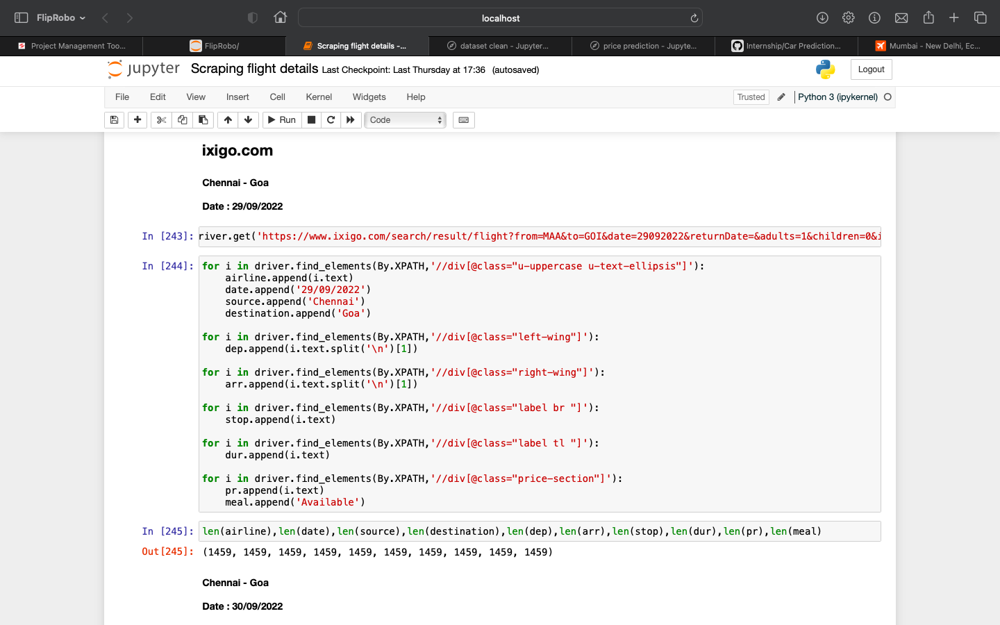 FlipRobo
localhost
Project Management Too...
FlipRobo/
Scraping flight details -...
dataset clean - Jupyter...
price prediction - Jupyte...
Internship/Car Prediction...
Mumbai - New Delhi, Ec...
jupyter Scraping flight details Last Checkpoint: Last Thursday at 17:36 (autosaved)
Logout
File Edit View Insert Cell Kernel Widgets Help
Trusted Python 3 (ipykernel)
Run Code
ixigo.com
Chennai - Goa
Date : 29/09/2022
In [243]: river.get('https://www.ixigo.com/search/result/flight?from=MAA&to=GOI&date=29092022&returnDate=&adults=1&children=0&i
In [244]: for i in driver.find_elements(By.XPATH,'//div[@class="u-uppercase u-text-ellipsis"]'):
    airline.append(i.text)
    date.append('29/09/2022')
    source.append('Chennai')
    destination.append('Goa')
for i in driver.find_elements(By.XPATH,'//div[@class="left-wing"]'):
    dep.append(i.text.split('\n')[1])
for i in driver.find_elements(By.XPATH,'//div[@class="right-wing"]'):
    arr.append(i.text.split('\n')[1])
for i in driver.find_elements(By.XPATH,'//div[@class="label br "]'):
    stop.append(i.text)
for i in driver.find_elements(By.XPATH,'//div[@class="label tl "]'):
    dur.append(i.text)
for i in driver.find_elements(By.XPATH,'//div[@class="price-section"]'):
    pr.append(i.text)
    meal.append('Available')
In [245]: len(airline),len(date),len(source),len(destination),len(dep),len(arr),len(stop),len(dur),len(pr),len(meal)
Out[245]: (1459, 1459, 1459, 1459, 1459, 1459, 1459, 1459, 1459, 1459)
Chennai - Goa
Date : 30/09/2022